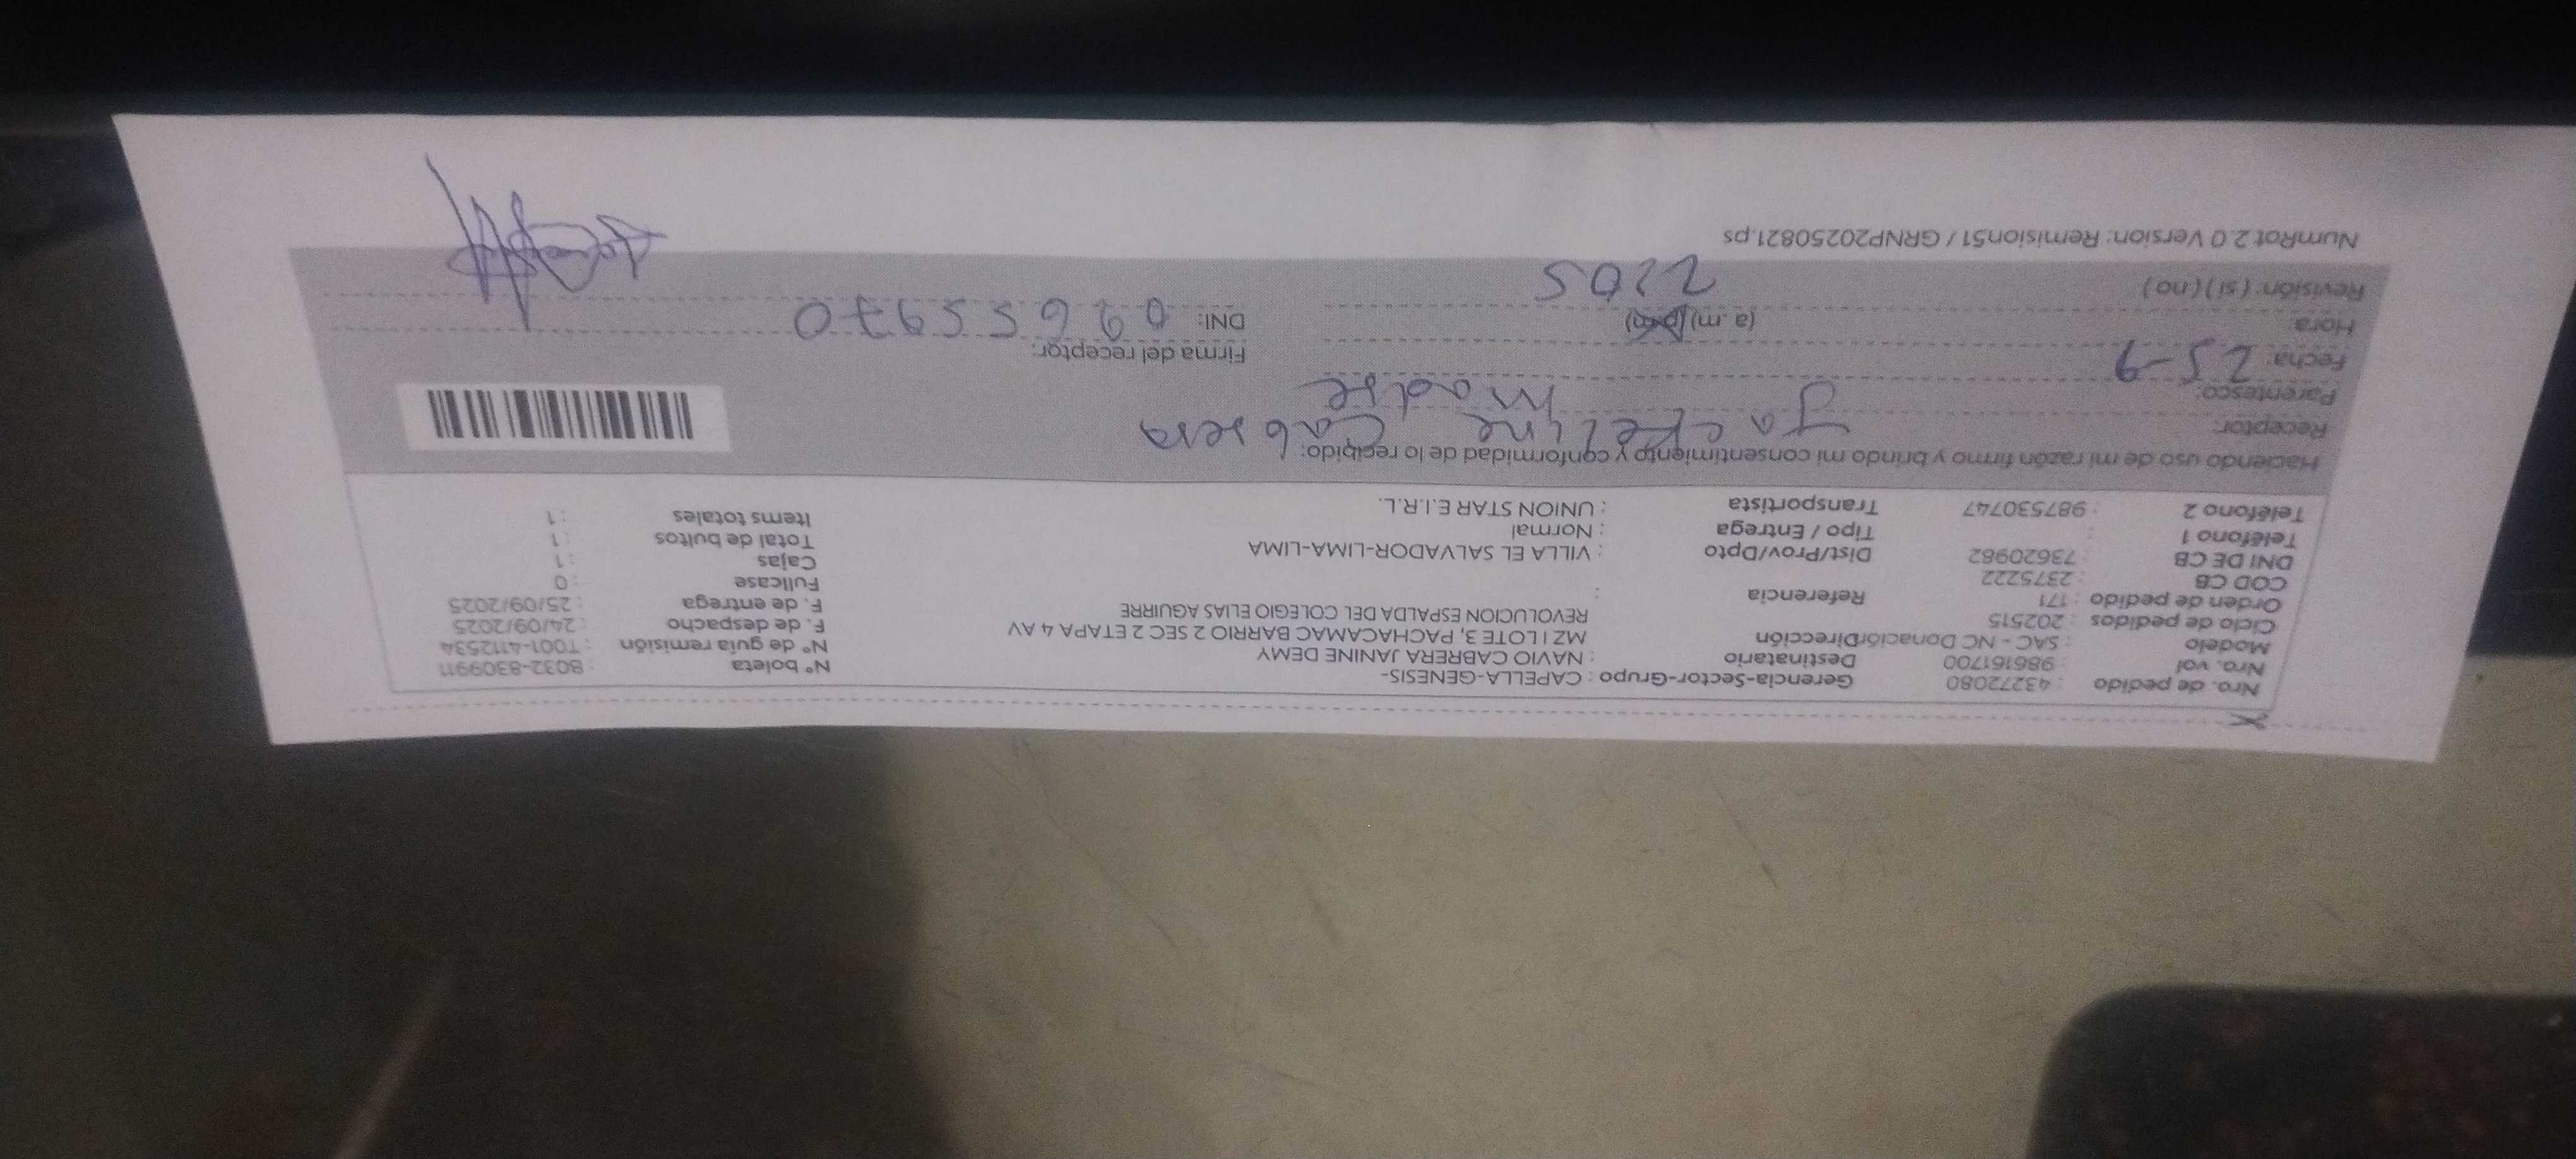 Nro. de pedido : 43272080 Gerencia-Sector-Grupo : CAPELLA-GENESIS- N° boleta : B032-8309911
Nro. vol : 986161700 Destinatario : NAVIO CABRERA JANINE DEMY N° de guía remisión : T001-4112534
Modelo : SAC - NC Donación Dirección MZ I LOTE 3, PACHACAMAC BARRIO 2 SEC 2 ETAPA 4 AV F. de despacho : 24/09/2025
Ciclo de pedidos : 202515 REVOLUCION ESPALDA DEL COLEGIO ELIAS AGUIRRE F. de entrega : 25/09/2025
Orden de pedido : 171 Referencia : Fullcase : 0
COD CB : 2375222 Cajas : 1
DNI DE CB : 73620982 Dist/Prov/Dpto : VILLA EL SALVADOR-LIMA-LIMA Total de bultos : 1
Teléfono 1 : Tipo / Entrega : Normal Items totales : 1
Teléfono 2 : 987530747 Transportista : UNION STAR E.I.R.L.
Haciendo uso de mi razón firmo y brindo mi consentimiento y conformidad de lo recibido:
Receptor: Jackeline Cabrera
Parentesco: Madre
Fecha: 25-9 Firma del receptor:
Hora: (a.m) (p.m) DNI: 09655970
Revisión: (si) (no) 2205
NumRot 2.0 Version: Remision51 / GRNP20250821.ps